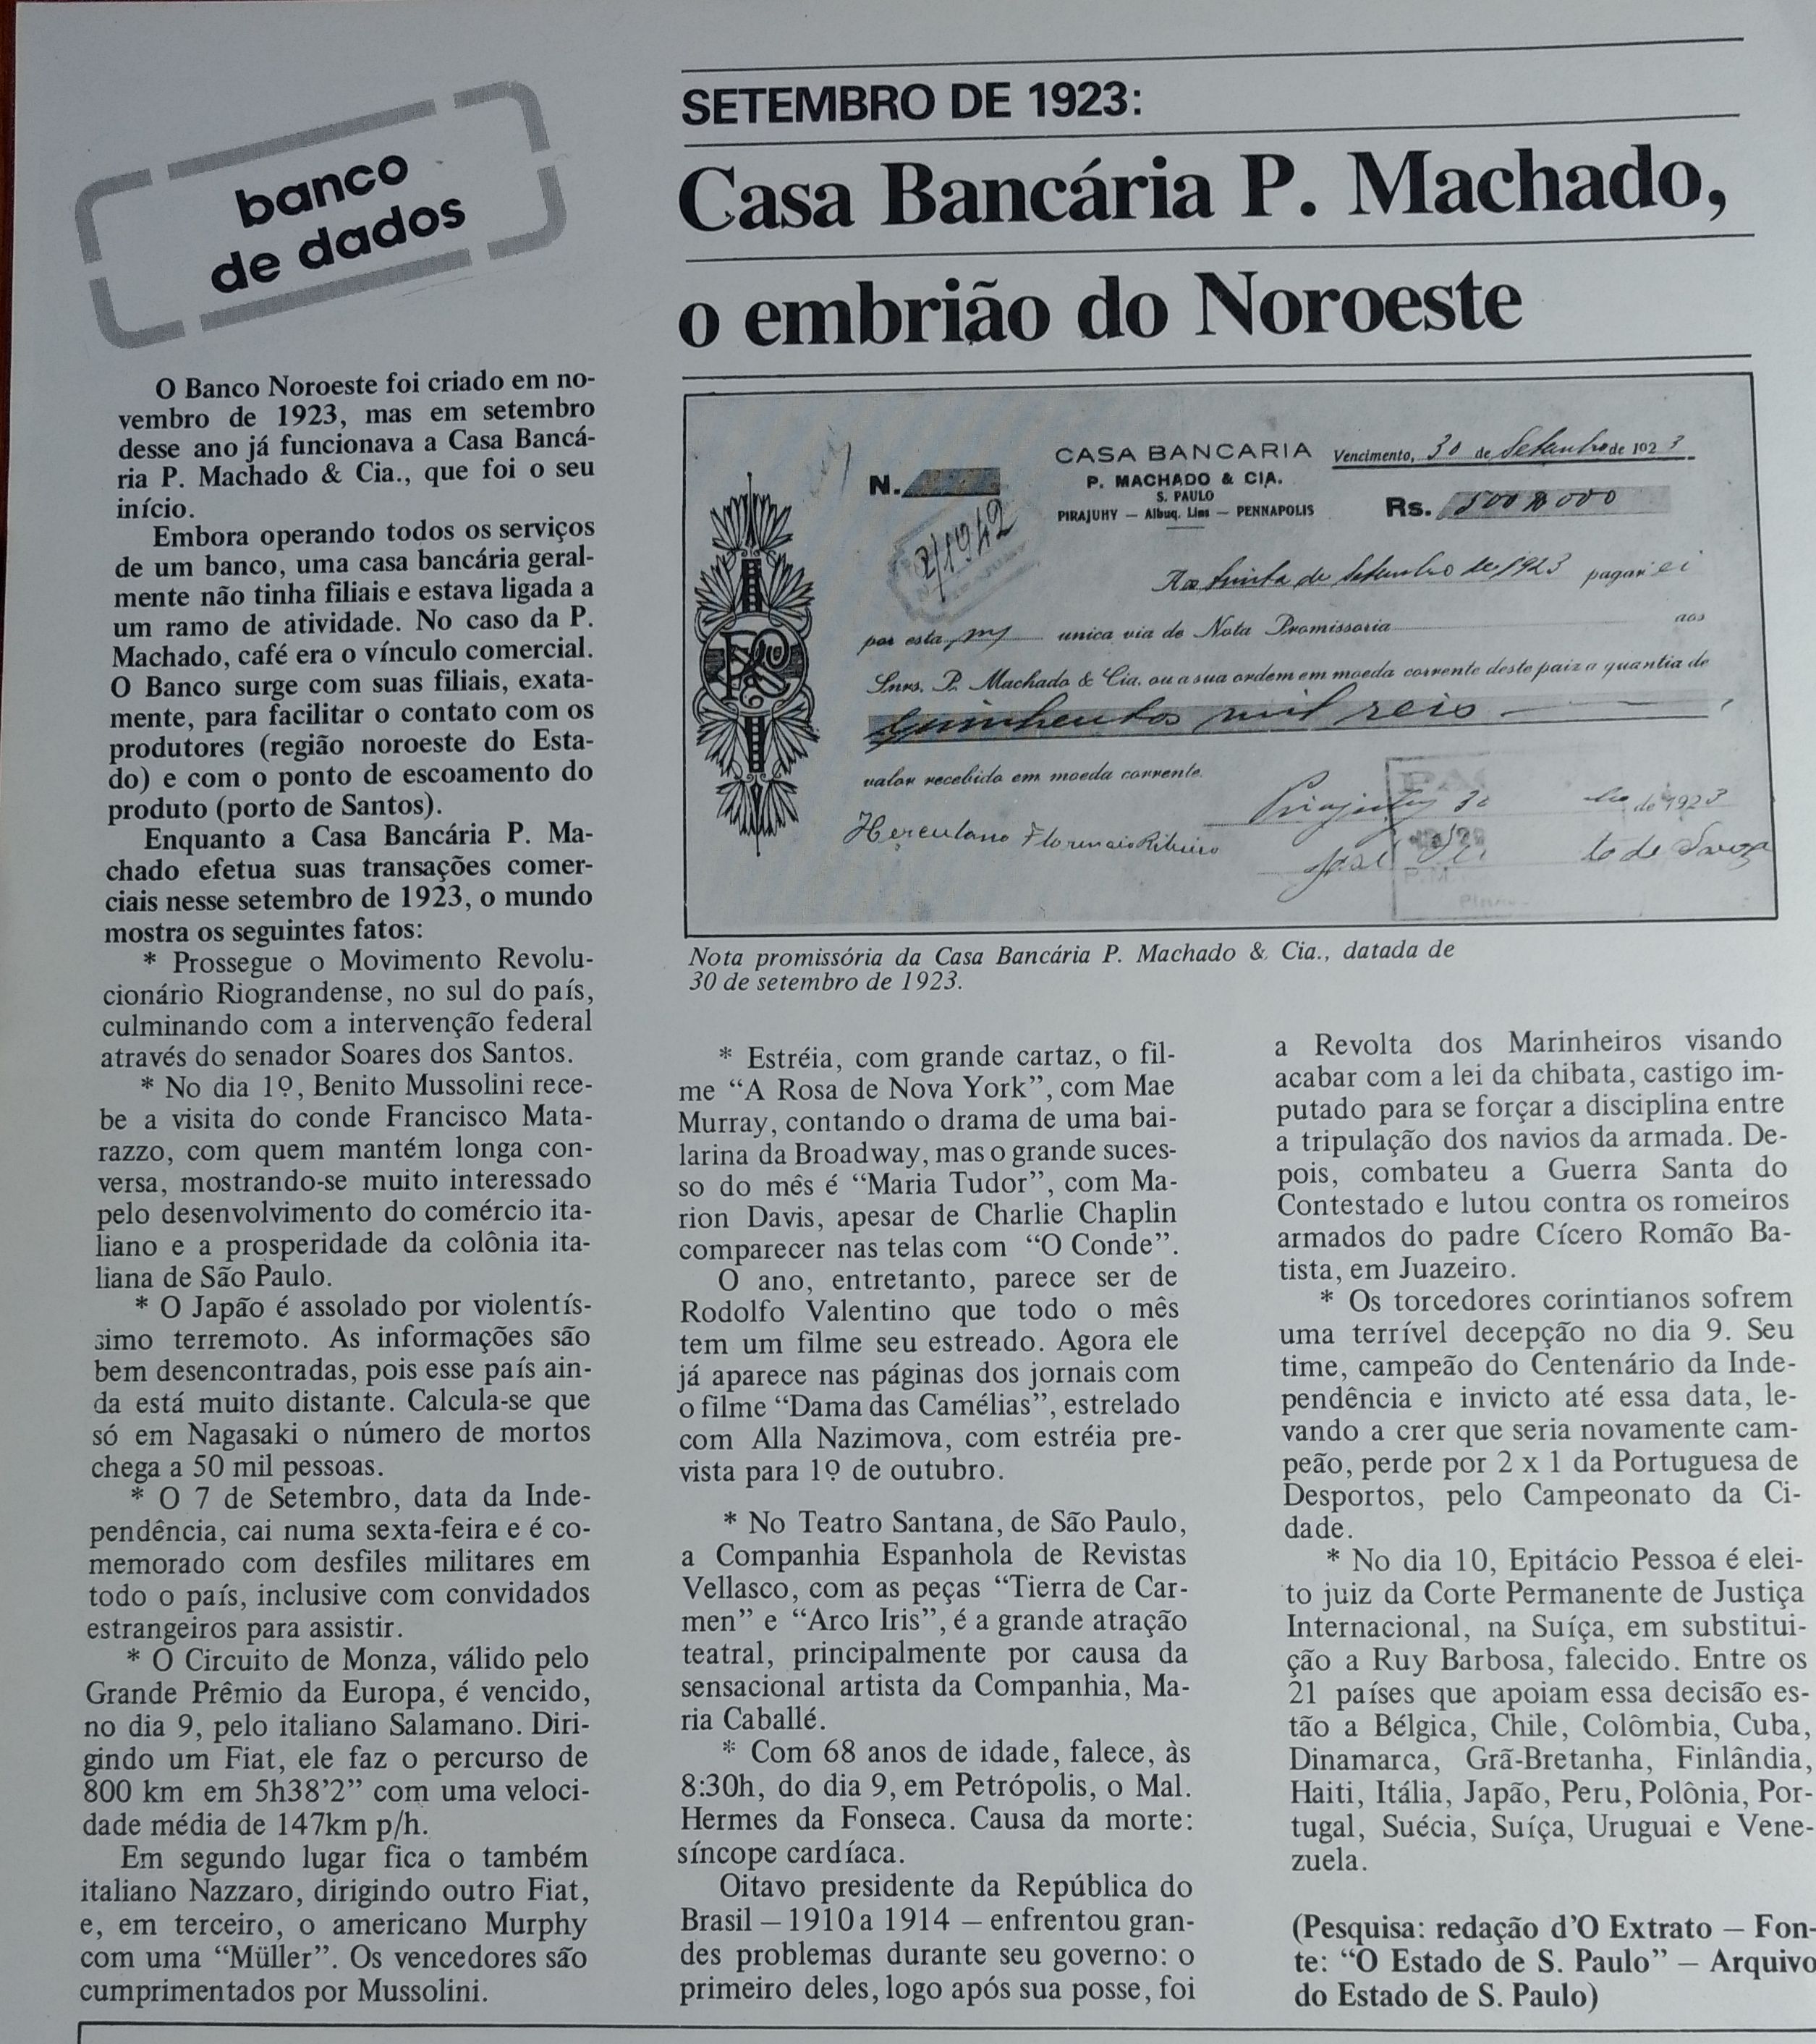 banco
de dados
SETEMBRO DE 1923:
Casa Bancária P. Machado,
o embrião do Noroeste
O Banco Noroeste foi criado em no-
vembro de 1923, mas em setembro
desse ano já funcionava a Casa Bancá-
ria P. Machado & Cia., que foi o seu
início.
Embora operando todos os serviços
de um banco, uma casa bancária geral-
mente não tinha filiais e estava ligada a
um ramo de atividade. No caso da P.
Machado, café era o vínculo comercial.
O Banco surge com suas filiais, exata-
mente, para facilitar o contato com os
produtores (região noroeste do Esta-
do) e com o ponto de escoamento do
produto (porto de Santos).
Enquanto a Casa Bancária P. Ma-
chado efetua suas transações comer-
ciais nesse setembro de 1923, o mundo
mostra os seguintes fatos:
* Prossegue o Movimento Revolu-
cionário Riograndense, no sul do país,
culminando com a intervenção federal
através do senador Soares dos Santos.
* No dia 1º, Benito Mussolini rece-
be a visita do conde Francisco Mata-
razzo, com quem mantém longa con-
versa, mostrando-se muito interessado
pelo desenvolvimento do comércio ita-
liano e a prosperidade da colônia ita-
liana de São Paulo.
* O Japão é assolado por violentís-
simo terremoto. As informações são
bem desencontradas, pois esse país ain-
da está muito distante. Calcula-se que
só em Nagasaki o número de mortos
chega a 50 mil pessoas.
* O 7 de Setembro, data da Inde-
pendência, cai numa sexta-feira e é co-
memorado com desfiles militares em
todo o país, inclusive com convidados
estrangeiros para assistir.
* O Circuito de Monza, válido pelo
Grande Prêmio da Europa, é vencido,
no dia 9, pelo italiano Salamano. Diri-
gindo um Fiat, ele faz o percurso de
800 km em 5h38’2” com uma veloci-
dade média de 147km p/h.
Em segundo lugar fica o também
italiano Nazzaro, dirigindo outro Fiat,
e, em terceiro, o americano Murphy
com uma “Müller”. Os vencedores são
cumprimentados por Mussolini.
CASA BANCARIA
P. MACHADO & CIA.
S. PAULO
PIRAJUHY — Albuq. Lins — PENNAPOLIS
Vencimento, 30 de Setembro de 1923
N.
Rs. 500$000
2/1942
Aos trinta de Setembro de 1923 pagarei
por esta unica via de Nota Promissoria aos
Snrs. P. Machado & Cia. ou a sua ordem em moeda corrente deste paiz a quantia de
quinhentos mil reis
valor recebido em moeda corrente.
Pirajuhy 30 de 1923
Herculano Florencio Ribeiro
José to de Souza
Nota promissória da Casa Bancária P. Machado & Cia., datada de
30 de setembro de 1923.
* Estréia, com grande cartaz, o fil-
me “A Rosa de Nova York”, com Mae
Murray, contando o drama de uma bai-
larina da Broadway, mas o grande suces-
so do mês é “Maria Tudor”, com Ma-
rion Davis, apesar de Charlie Chaplin
comparecer nas telas com “O Conde”.
O ano, entretanto, parece ser de
Rodolfo Valentino que todo o mês
tem um filme seu estreado. Agora ele
já aparece nas páginas dos jornais com
o filme “Dama das Camélias”, estrelado
com Alla Nazimova, com estréia pre-
vista para 1º de outubro.
* No Teatro Santana, de São Paulo,
a Companhia Espanhola de Revistas
Vellasco, com as peças “Tierra de Car-
men” e “Arco Iris”, é a grande atração
teatral, principalmente por causa da
sensacional artista da Companhia, Ma-
ria Caballé.
* Com 68 anos de idade, falece, às
8:30h, do dia 9, em Petrópolis, o Mal.
Hermes da Fonseca. Causa da morte:
síncope cardíaca.
Oitavo presidente da República do
Brasil — 1910 a 1914 — enfrentou gran-
des problemas durante seu governo: o
primeiro deles, logo após sua posse, foi
a Revolta dos Marinheiros visando
acabar com a lei da chibata, castigo im-
putado para se forçar a disciplina entre
a tripulação dos navios da armada. De-
pois, combateu a Guerra Santa do
Contestado e lutou contra os romeiros
armados do padre Cícero Romão Ba-
tista, em Juazeiro.
* Os torcedores corintianos sofrem
uma terrível decepção no dia 9. Seu
time, campeão do Centenário da Inde-
pendência e invicto até essa data, le-
vando a crer que seria novamente cam-
peão, perde por 2 x 1 da Portuguesa de
Desportos, pelo Campeonato da Ci-
dade.
* No dia 10, Epitácio Pessoa é elei-
to juiz da Corte Permanente de Justiça
Internacional, na Suíça, em substitui-
ção a Ruy Barbosa, falecido. Entre os
21 países que apoiam essa decisão es-
tão a Bélgica, Chile, Colômbia, Cuba,
Dinamarca, Grã-Bretanha, Finlândia,
Haiti, Itália, Japão, Peru, Polônia, Por-
tugal, Suécia, Suíça, Uruguai e Vene-
zuela.
(Pesquisa: redação d’O Extrato — Fon-
te: “O Estado de S. Paulo” — Arquivo
do Estado de S. Paulo)